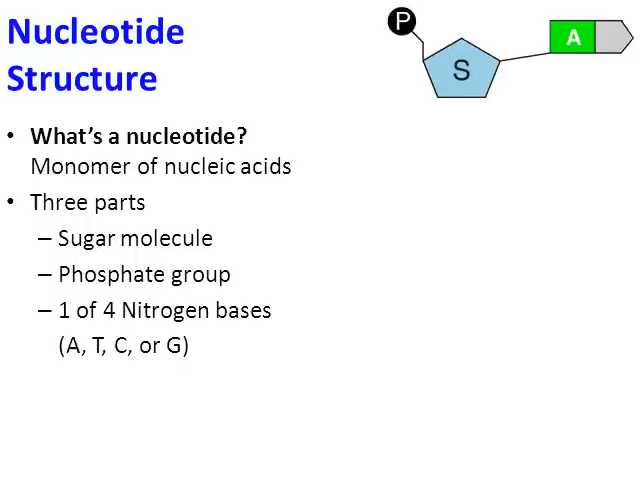 Nucleotide
Structure
P
S
A
• What's a nucleotide?
Monomer of nucleic acids
• Three parts
– Sugar molecule
– Phosphate group
– 1 of 4 Nitrogen bases
(A, T, C, or G)